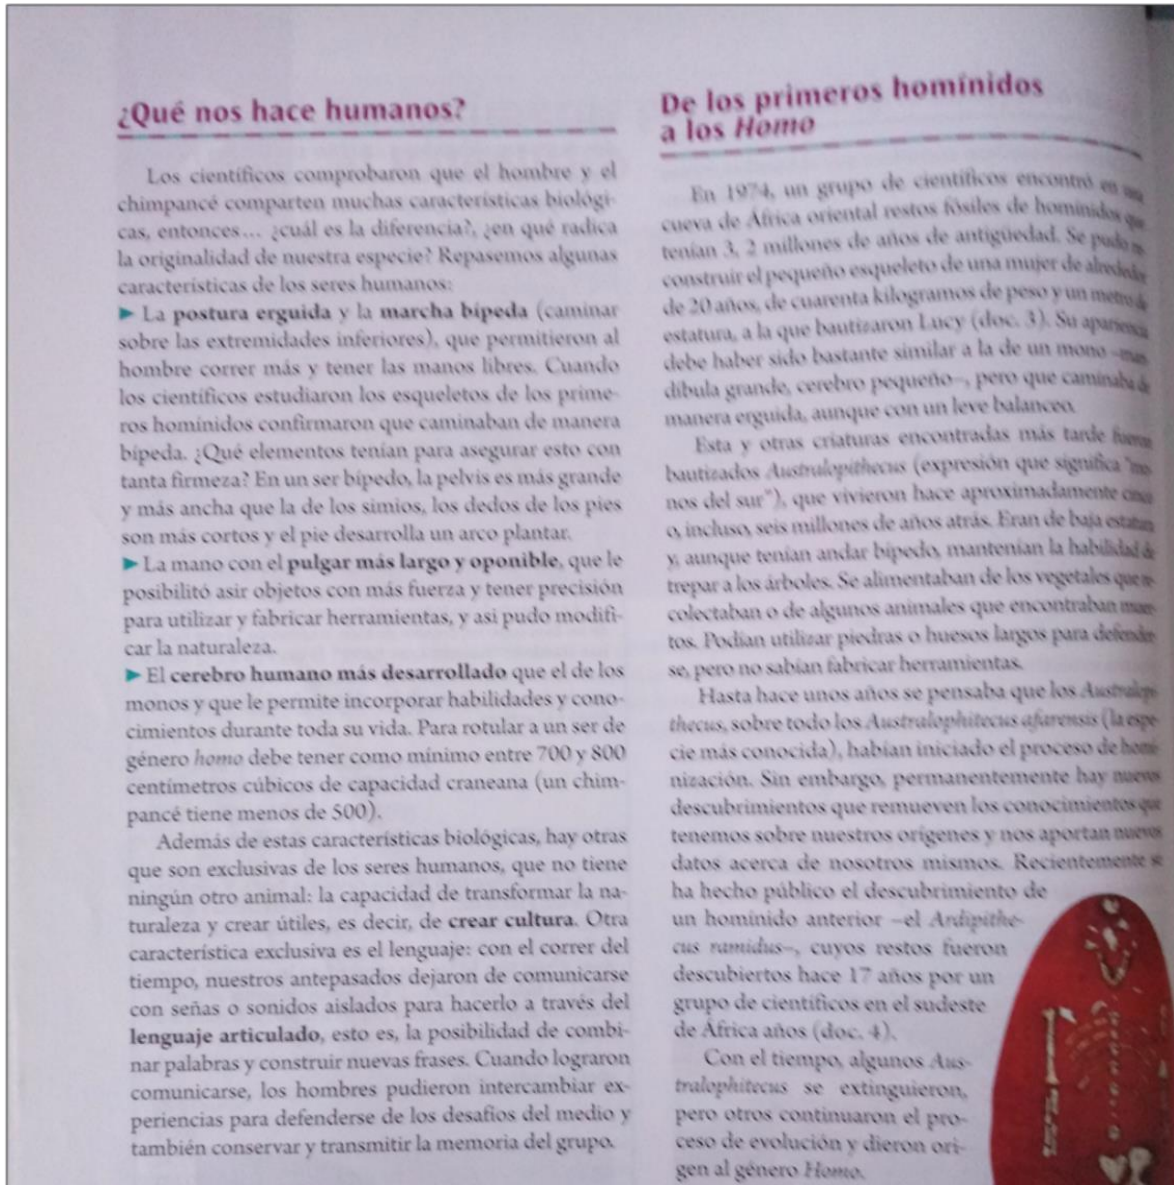 ¿Qué nos hace humanos?
Los científicos comprobaron que el hombre y el
chimpancé comparten muchas características biológi-
cas, entonces... ¿cuál es la diferencia?, ¿en qué radica
la originalidad de nuestra especie? Repasemos algunas
características de los seres humanos:
▶ La postura erguida y la marcha bípeda (caminar
sobre las extremidades inferiores), que permitieron al
hombre correr más y tener las manos libres. Cuando
los científicos estudiaron los esqueletos de los prime-
ros homínidos confirmaron que caminaban de manera
bípeda. ¿Qué elementos tenían para asegurar esto con
tanta firmeza? En un ser bípedo, la pelvis es más grande
y más ancha que la de los simios, los dedos de los pies
son más cortos y el pie desarrolla un arco plantar.
▶ La mano con el pulgar más largo y oponible, que le
posibilitó asir objetos con más fuerza y tener precisión
para utilizar y fabricar herramientas, y asi pudo modifi-
car la naturaleza.
▶ El cerebro humano más desarrollado que el de los
monos y que le permite incorporar habilidades y cono-
cimientos durante toda su vida. Para rotular a un ser de
género homo debe tener como mínimo entre 700 y 800
centímetros cúbicos de capacidad craneana (un chim-
pancé tiene menos de 500).
Además de estas características biológicas, hay otras
que son exclusivas de los seres humanos, que no tiene
ningún otro animal: la capacidad de transformar la na-
turaleza y crear útiles, es decir, de crear cultura. Otra
característica exclusiva es el lenguaje: con el correr del
tiempo, nuestros antepasados dejaron de comunicarse
con señas o sonidos aislados para hacerlo a través del
lenguaje articulado, esto es, la posibilidad de combi-
nar palabras y construir nuevas frases. Cuando lograron
comunicarse, los hombres pudieron intercambiar ex-
periencias para defenderse de los desafíos del medio y
también conservar y transmitir la memoria del grupo.
De los primeros homínidos
a los Homo
En 1974, un grupo de científicos encontró en una
cueva de África oriental restos fósiles de homínidos que
tenían 3, 2 millones de años de antigüedad. Se pudo
construir el pequeño esqueleto de una mujer de alrededor
de 20 años, de cuarenta kilogramos de peso y un metro de
estatura, a la que bautizaron Lucy (doc. 3). Su apariencia
debe haber sido bastante similar a la de un mono –man-
díbula grande, cerebro pequeño–, pero que caminaba de
manera erguida, aunque con un leve balanceo.
Esta y otras criaturas encontradas más tarde fueron
bautizados Australopithecus (expresión que significa "mo-
nos del sur"), que vivieron hace aproximadamente cinco
o, incluso, seis millones de años atrás. Eran de baja estatura
y, aunque tenían andar bípedo, mantenían la habilidad de
trepar a los árboles. Se alimentaban de los vegetales que re-
colectaban o de algunos animales que encontraban muer-
tos. Podían utilizar piedras o huesos largos para defender-
se, pero no sabían fabricar herramientas.
Hasta hace unos años se pensaba que los Australopi-
thecus, sobre todo los Australophitecus afarensis (la espe-
cie más conocida), habían iniciado el proceso de homi-
nización. Sin embargo, permanentemente hay nuevos
descubrimientos que remueven los conocimientos que
tenemos sobre nuestros orígenes y nos aportan nuevos
datos acerca de nosotros mismos. Recientemente se
ha hecho público el descubrimiento de
un homínido anterior –el Ardipithe-
cus ramidus–, cuyos restos fueron
descubiertos hace 17 años por un
grupo de científicos en el sudeste
de África años (doc. 4).
Con el tiempo, algunos Aus-
tralophitecus se extinguieron,
pero otros continuaron el pro-
ceso de evolución y dieron ori-
gen al género Homo.